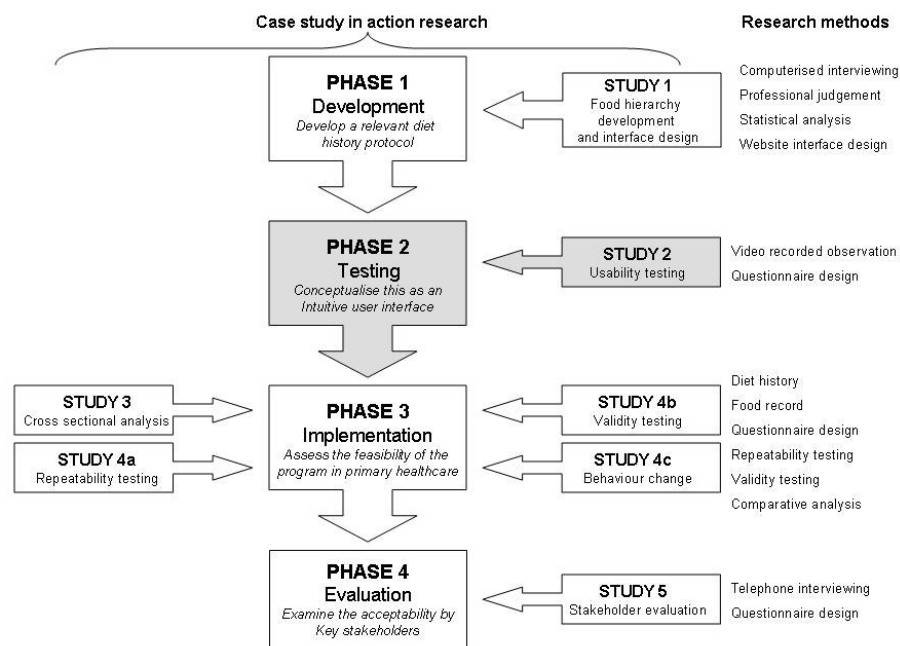 Case study in action research
Research methods
PHASE 1
Development
Develop a relevant diet
history protocol
STUDY 1
Food hierarchy
development
and interface design
Computerised interviewing
Professional judgement
Statistical analysis
Website interface design
PHASE 2
Testing
Conceptualise this as an
Intuitive user interface
STUDY 2
Usability testing
Video recorded observation
Questionnaire design
STUDY 3
Cross sectional analysis
STUDY 4a
Repeatability testing
PHASE 3
Implementation
Assess the feasibility of the
program in primary healthcare
STUDY 4b
Validity testing
STUDY 4c
Behaviour change
Diet history
Food record
Questionnaire design
Repeatability testing
Validity testing
Comparative analysis
PHASE 4
Evaluation
Examine the acceptability by
Key stakeholders
STUDY 5
Stakeholder evaluation
Telephone interviewing
Questionnaire design